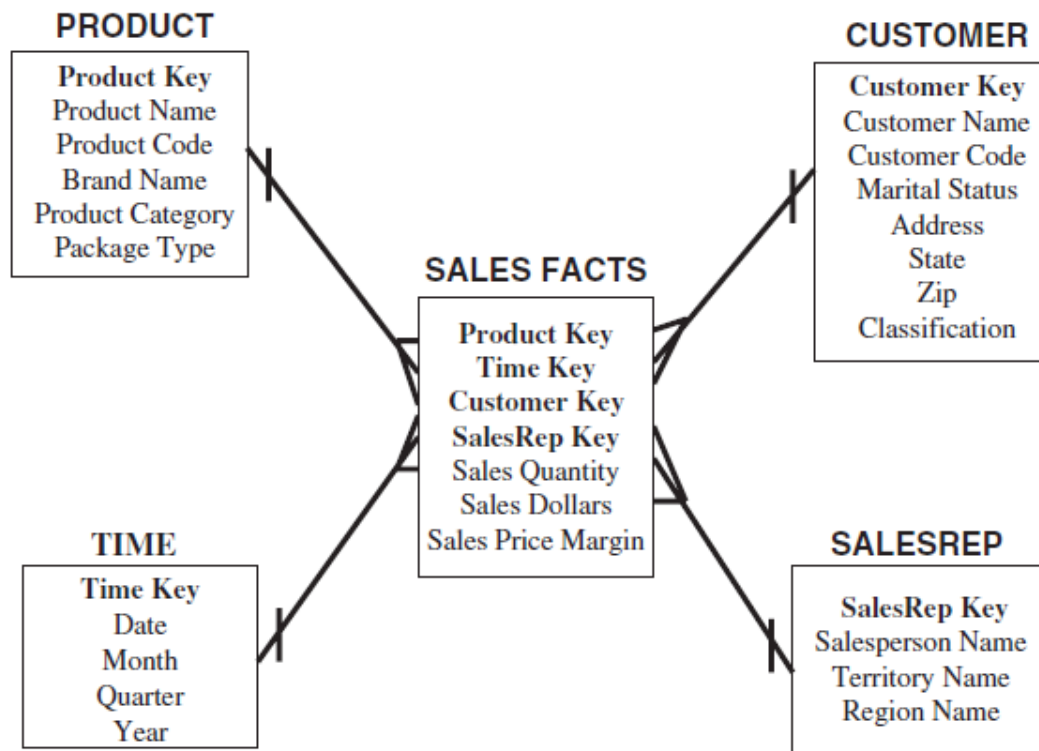 PRODUCT
Product Key
Product Name
Product Code
Brand Name
Product Category
Package Type
CUSTOMER
Customer Key
Customer Name
Customer Code
Marital Status
Address
State
Zip
Classification
SALES FACTS
Product Key
Time Key
Customer Key
SalesRep Key
Sales Quantity
Sales Dollars
Sales Price Margin
TIME
Time Key
Date
Month
Quarter
Year
SALESREP
SalesRep Key
Salesperson Name
Territory Name
Region Name